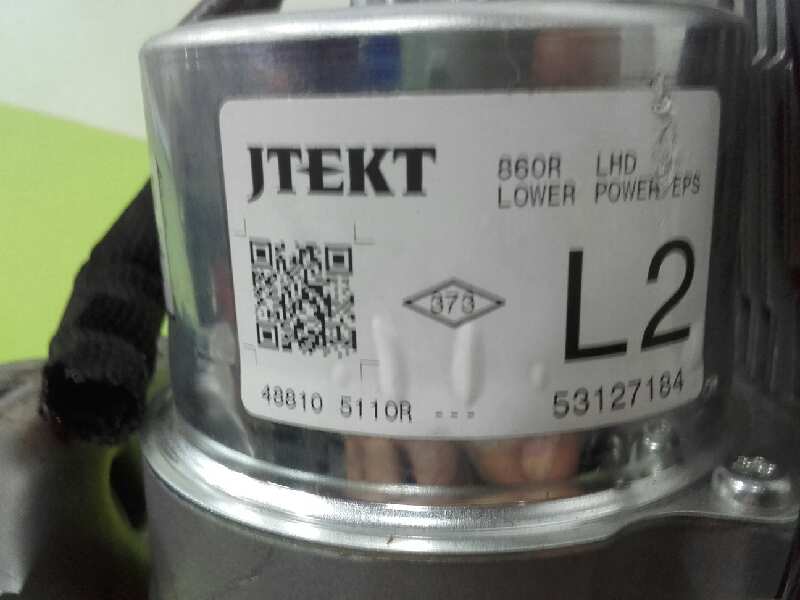 JTEKT
860R LHD
LOWER POWER EPS
373
L2
48810 5110R ---
53127184